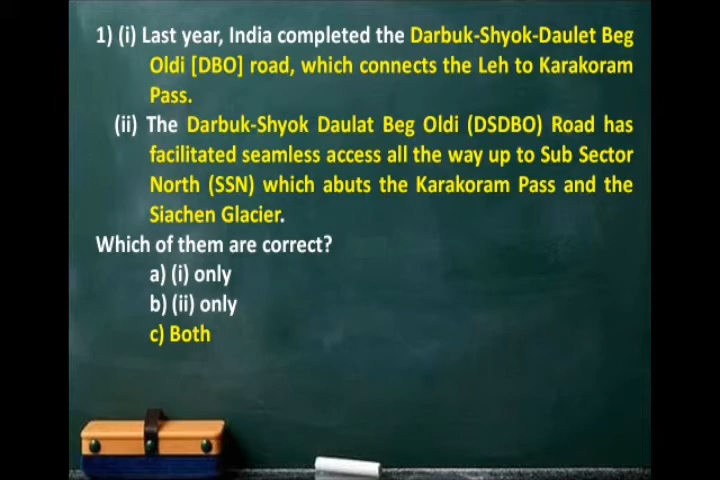 1) (i) Last year, India completed the Darbuk-Shyok-Daulet Beg
Oldi [DBO] road, which connects the Leh to Karakoram
Pass.
(ii) The Darbuk-Shyok Daulat Beg Oldi (DSDBO) Road has
facilitated seamless access all the way up to Sub Sector
North (SSN) which abuts the Karakoram Pass and the
Siachen Glacier.
Which of them are correct?
a) (i) only
b) (ii) only
c) Both